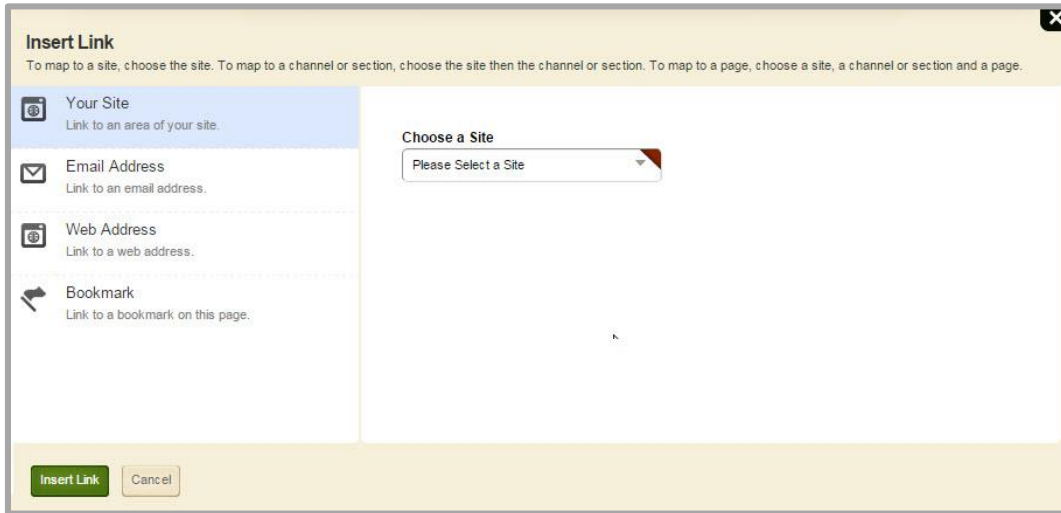 Insert Link
To map to a site, choose the site. To map to a channel or section, choose the site then the channel or section. To map to a page, choose a site, a channel or section and a page.
Your Site
Link to an area of your site.
Email Address
Link to an email address.
Web Address
Link to a web address.
Bookmark
Link to a bookmark on this page.
Choose a Site
Please Select a Site
Insert Link
Cancel